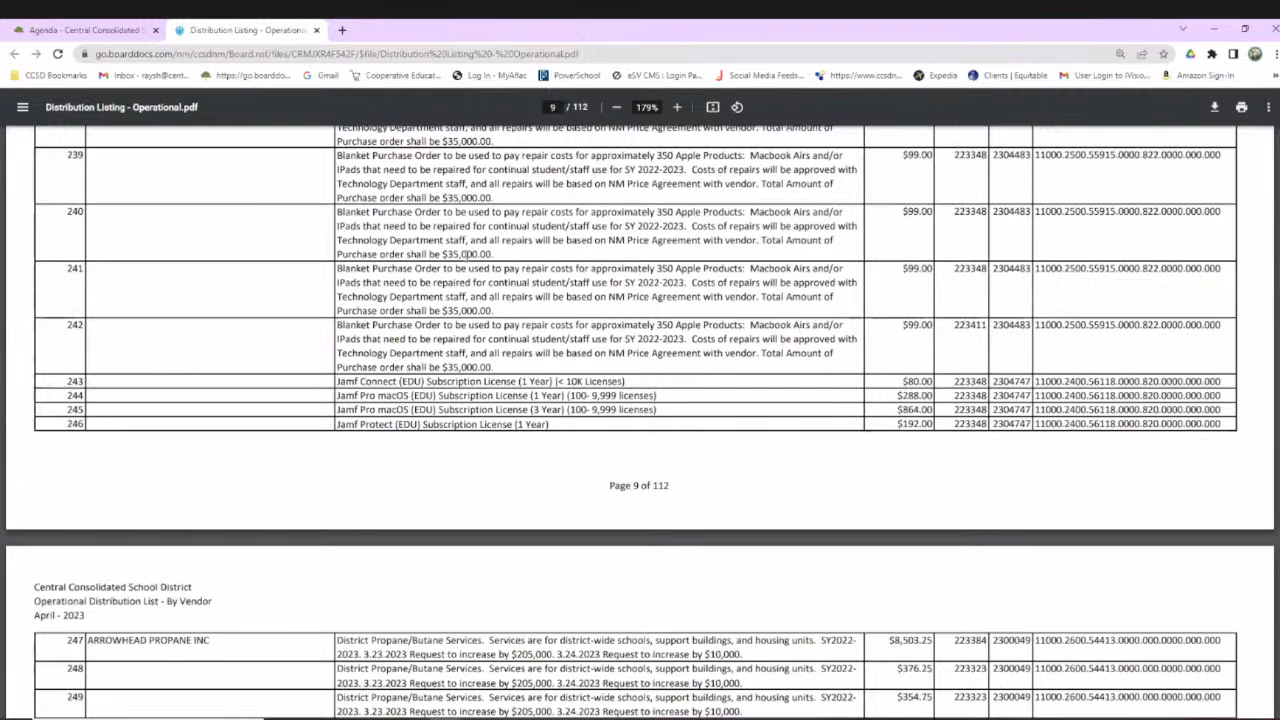 Agenda - Central Consolidated S
Distribution Listing - Operationa
go.boarddocs.com/nm/ccsdnm/Board.nsf/files/CRMJXR4F542F/$file/Distribution%20Listing%20-%20Operational.pdf
CCSD Bookmarks
Inbox - raysh@cent...
https://go.boarddo...
Gmail
Cooperative Educat...
Log In - MyAflac
PowerSchool
eSV CMS : Login Pa...
Social Media Feeds...
https://www.ccsdn...
Expedia
Clients | Equitable
User Login to iVisio...
Amazon Sign-In
»
Distribution Listing - Operational.pdf
9 / 112
179%
Technology Department staff, and all repairs will be based on NM Price Agreement with vendor. Total Amount of
Purchase order shall be $35,000.00.
239 Blanket Purchase Order to be used to pay repair costs for approximately 350 Apple Products: Macbook Airs and/or $99.00 223348 2304483 11000.2500.55915.0000.822.0000.000.000
IPads that need to be repaired for continual student/staff use for SY 2022-2023. Costs of repairs will be approved with
Technology Department staff, and all repairs will be based on NM Price Agreement with vendor. Total Amount of
Purchase order shall be $35,000.00.
240 Blanket Purchase Order to be used to pay repair costs for approximately 350 Apple Products: Macbook Airs and/or $99.00 223348 2304483 11000.2500.55915.0000.822.0000.000.000
IPads that need to be repaired for continual student/staff use for SY 2022-2023. Costs of repairs will be approved with
Technology Department staff, and all repairs will be based on NM Price Agreement with vendor. Total Amount of
Purchase order shall be $35,000.00.
241 Blanket Purchase Order to be used to pay repair costs for approximately 350 Apple Products: Macbook Airs and/or $99.00 223348 2304483 11000.2500.55915.0000.822.0000.000.000
IPads that need to be repaired for continual student/staff use for SY 2022-2023. Costs of repairs will be approved with
Technology Department staff, and all repairs will be based on NM Price Agreement with vendor. Total Amount of
Purchase order shall be $35,000.00.
242 Blanket Purchase Order to be used to pay repair costs for approximately 350 Apple Products: Macbook Airs and/or $99.00 223411 2304483 11000.2500.55915.0000.822.0000.000.000
IPads that need to be repaired for continual student/staff use for SY 2022-2023. Costs of repairs will be approved with
Technology Department staff, and all repairs will be based on NM Price Agreement with vendor. Total Amount of
Purchase order shall be $35,000.00.
243 Jamf Connect (EDU) Subscription License (1 Year) (< 10K Licenses) $80.00 223348 2304747 11000.2400.56118.0000.820.0000.000.000
244 Jamf Pro macOS (EDU) Subscription License (1 Year) (100- 9,999 licenses) $288.00 223348 2304747 11000.2400.56118.0000.820.0000.000.000
245 Jamf Pro macOS (EDU) Subscription License (3 Year) (100- 9,999 licenses) $864.00 223348 2304747 11000.2400.56118.0000.820.0000.000.000
246 Jamf Protect (EDU) Subscription License (1 Year) $192.00 223348 2304747 11000.2400.56118.0000.820.0000.000.000
Page 9 of 112
Central Consolidated School District
Operational Distribution List - By Vendor
April - 2023
247 ARROWHEAD PROPANE INC District Propane/Butane Services. Services are for district-wide schools, support buildings, and housing units. SY2022- $8,503.25 223384 2300049 11000.2600.54413.0000.000.0000.000.000
2023. 3.23.2023 Request to increase by $205,000. 3.24.2023 Request to increase by $10,000.
248 District Propane/Butane Services. Services are for district-wide schools, support buildings, and housing units. SY2022- $376.25 223323 2300049 11000.2600.54413.0000.000.0000.000.000
2023. 3.23.2023 Request to increase by $205,000. 3.24.2023 Request to increase by $10,000.
249 District Propane/Butane Services. Services are for district-wide schools, support buildings, and housing units. SY2022- $354.75 223323 2300049 11000.2600.54413.0000.000.0000.000.000
2023. 3.23.2023 Request to increase by $205,000. 3.24.2023 Request to increase by $10,000.